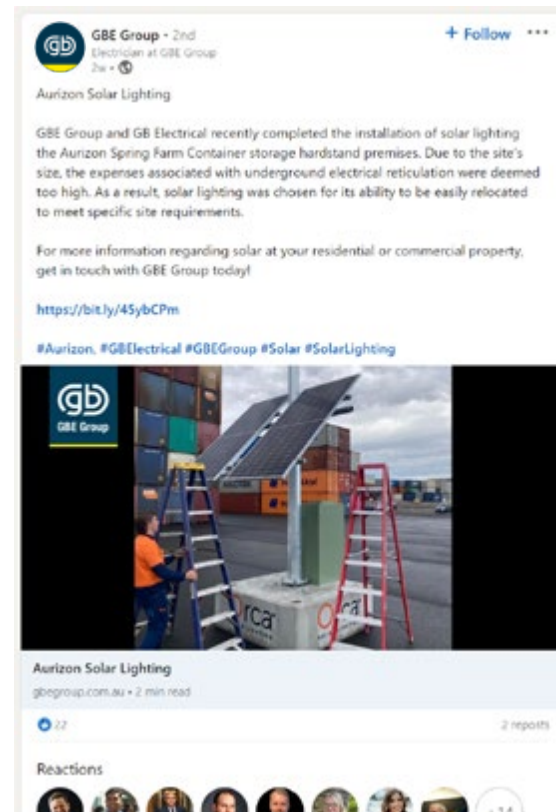 gb
GBE Group • 2nd
+ Follow ...
Electrician at GBE Group
2w •
Aurizon Solar Lighting
GBE Group and GB Electrical recently completed the installation of solar lighting
the Aurizon Spring Farm Container storage hardstand premises. Due to the site's
size, the expenses associated with underground electrical reticulation were deemed
too high. As a result, solar lighting was chosen for its ability to be easily relocated
to meet specific site requirements.
For more information regarding solar at your residential or commercial property,
get in touch with GBE Group today!
https://bit.ly/45ybCPm
#Aurizon, #GBElectrical #GBEGroup #Solar #SolarLighting
gb
GBE Group
orca
Aurizon Solar Lighting
gbegroup.com.au • 2 min read
22
2 reposts
Reactions
+14